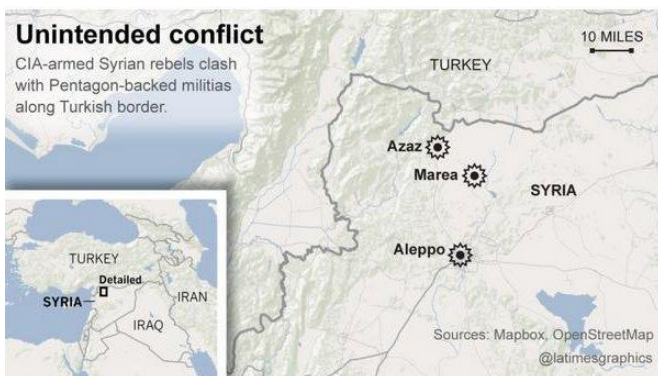 Unintended conflict
CIA-armed Syrian rebels clash
with Pentagon-backed militias
along Turkish border.
10 MILES
TURKEY
Azaz
Marea
SYRIA
Aleppo
TURKEY
Detailed
SYRIA
IRAN
IRAQ
Sources: Mapbox, OpenStreetMap
@latimesgraphics